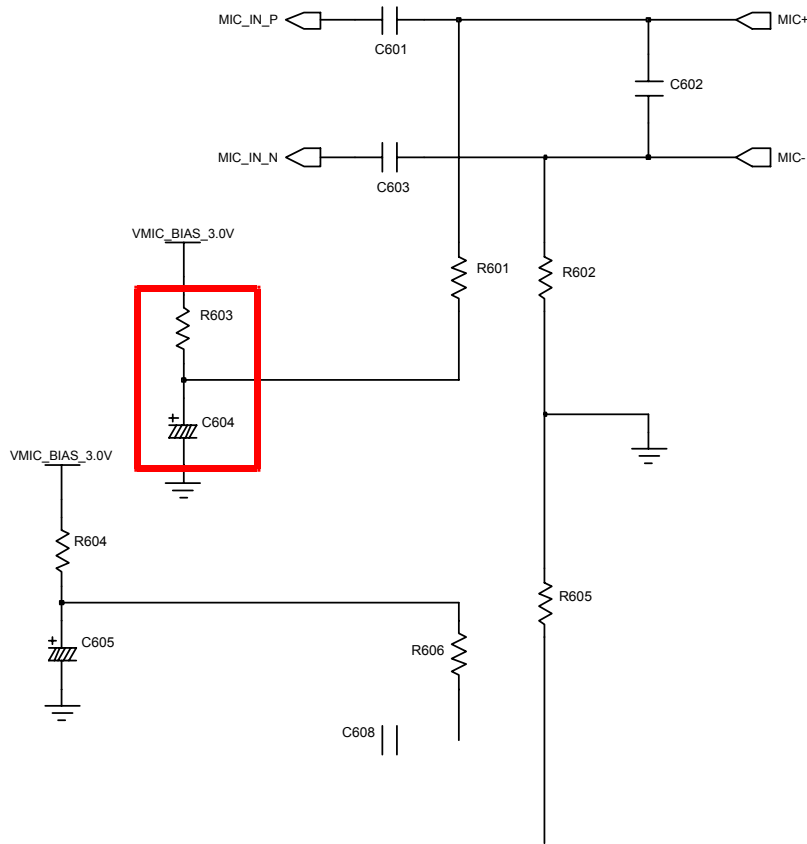 MIC_IN_P
C601
MIC+
C602
MIC_IN_N
C603
MIC-
VMIC_BIAS_3.0V
R601
R602
R603
C604
VMIC_BIAS_3.0V
R604
R605
C605
R606
C608
+
+